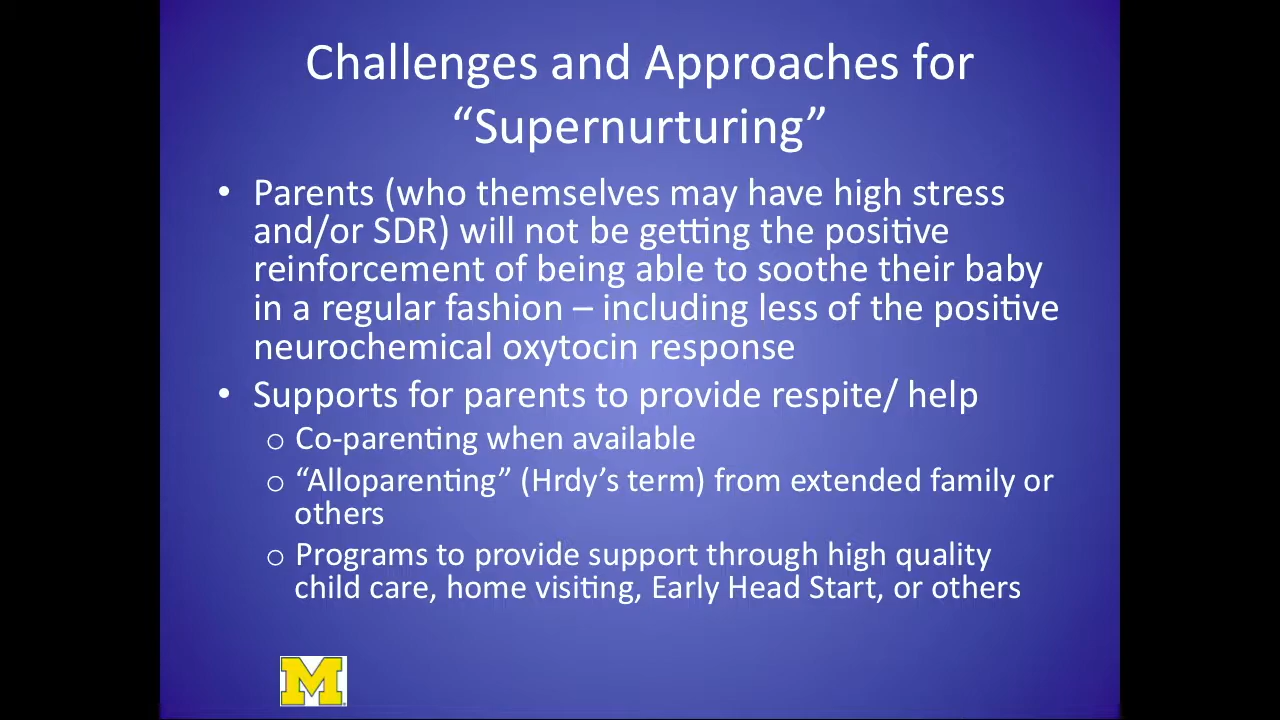 Challenges and Approaches for
“Supernurturing”
• Parents (who themselves may have high stress
and/or SDR) will not be getting the positive
reinforcement of being able to soothe their baby
in a regular fashion – including less of the positive
neurochemical oxytocin response
• Supports for parents to provide respite/ help
o Co-parenting when available
o “Alloparenting” (Hrdy’s term) from extended family or
others
o Programs to provide support through high quality
child care, home visiting, Early Head Start, or others
M